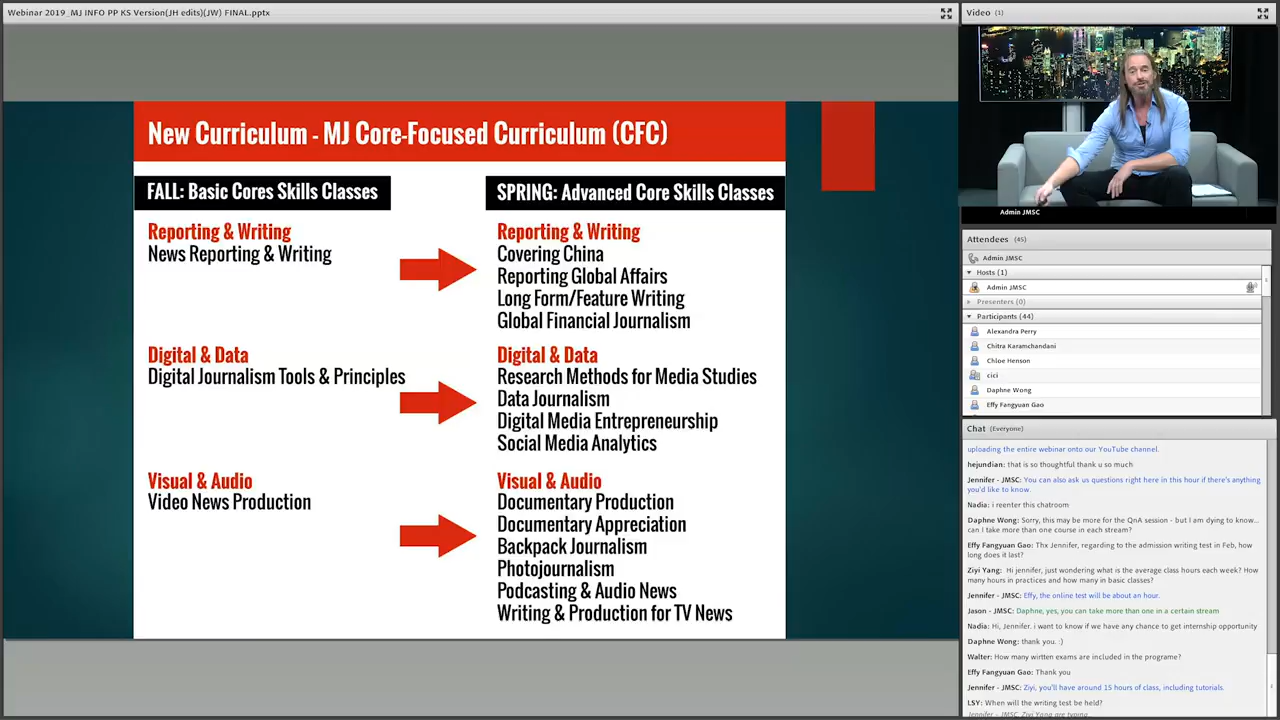 Webinar 2019_MJ INFO PP KS Version(JH edits)(JW) FINAL.pptx
New Curriculum - MJ Core-Focused Curriculum (CFC)
FALL: Basic Cores Skills Classes
Reporting & Writing
News Reporting & Writing
Digital & Data
Digital Journalism Tools & Principles
Visual & Audio
Video News Production
SPRING: Advanced Core Skills Classes
Reporting & Writing
Covering China
Reporting Global Affairs
Long Form/Feature Writing
Global Financial Journalism
Digital & Data
Research Methods for Media Studies
Data Journalism
Digital Media Entrepreneurship
Social Media Analytics
Visual & Audio
Documentary Production
Documentary Appreciation
Backpack Journalism
Photojournalism
Podcasting & Audio News
Writing & Production for TV News
Video (1)
Admin JMSC
Attendees (45)
Admin JMSC
Hosts (1)
Admin JMSC
Presenters (0)
Participants (44)
Alexandra Perry
Chitra Karamchandani
Chloe Henson
cici
Daphne Wong
Effy Fangyuan Gao
Chat (Everyone)
uploading the entire webinar onto our YouTube channel.
hejundian: that is so thoughtful thank u so much
Jennifer - JMSC: You can also ask us questions right here in this hour if there's anything
you'd like to know.
Nadia: i reenter this chatroom
Daphne Wong: Sorry, this may be more for the QnA session - but I am dying to know...
can I take more than one course in each stream?
Effy Fangyuan Gao: Thx Jennifer, regarding to the admission writing test in Feb, how
long does it last?
Ziyi Yang: Hi jennifer, just wondering what is the average class hours each week? How
many hours in practices and how many in basic classes?
Jennifer - JMSC: Effy, the online test will be about an hour.
Jason - JMSC: Daphne, yes, you can take more than one in a certain stream
Nadia: Hi, Jennifer. i want to know if we have any chance to get internship opportunity
Daphne Wong: thank you. :)
Walter: How many wirtten exams are included in the programe?
Effy Fangyuan Gao: Thank you
Jennifer - JMSC: Ziyi, you'll have around 15 hours of class, including tutorials.
LSY: When will the writing test be held?
Jennifer - JMSC, Ziyi Yang are typing.